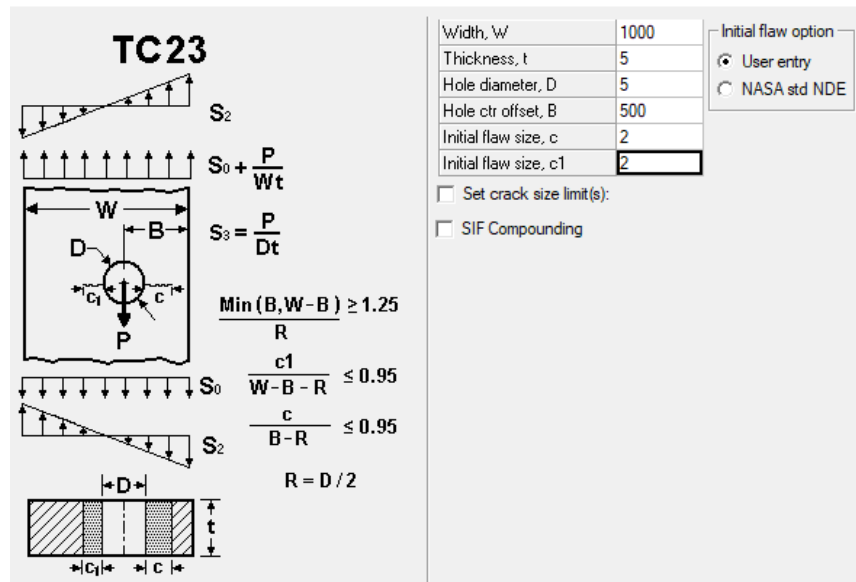 TC23
S2
S0 + P/Wt
W
B
S3 = P/Dt
D
c1
c
P
Min (B, W - B) / R ≥ 1.25
c1 / W - B - R ≤ 0.95
S0
c / B - R ≤ 0.95
S2
R = D / 2
D
t
c1
c
Width, W 1000
Thickness, t 5
Hole diameter, D 5
Hole ctr offset, B 500
Initial flaw size, c 2
Initial flaw size, c1 2
Initial flaw option
User entry
NASA std NDE
Set crack size limit(s):
SIF Compounding